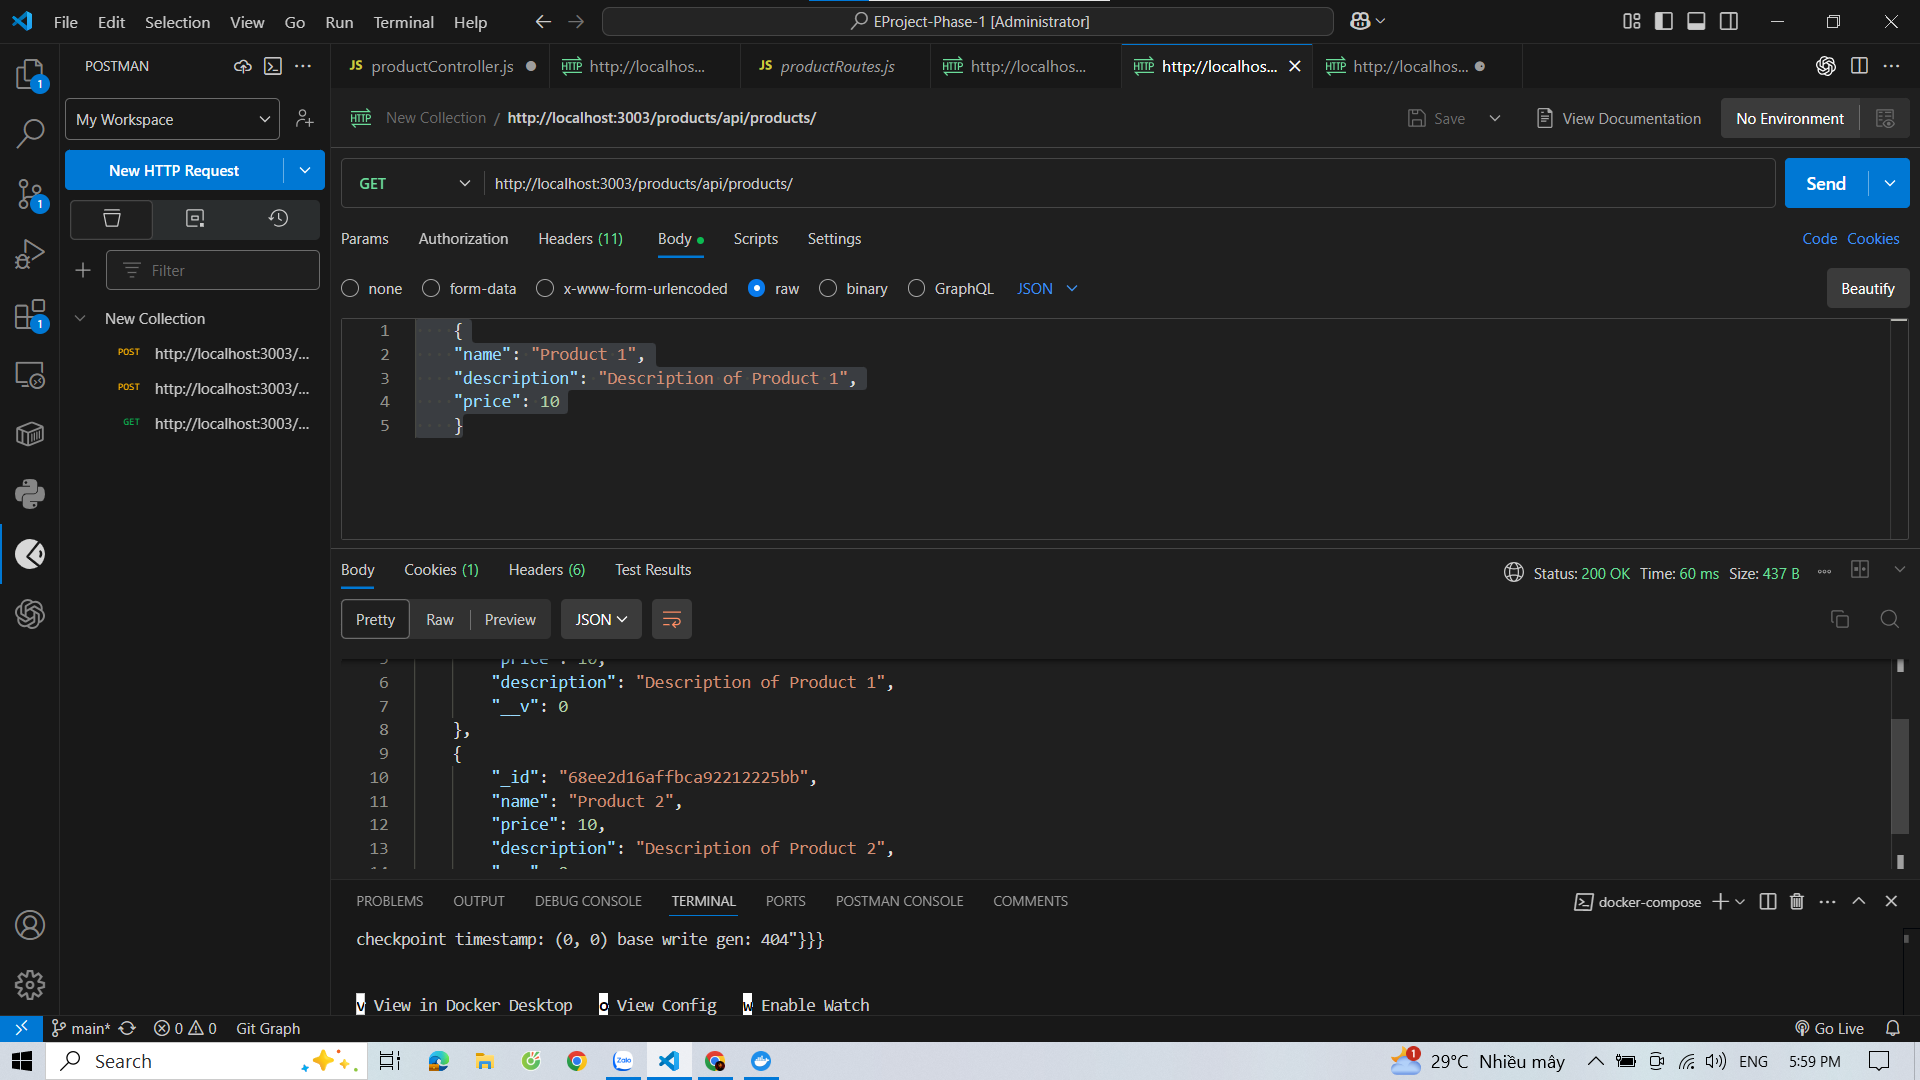 File Edit Selection View Go Run Terminal Help
EProject-Phase-1 [Administrator]
POSTMAN
JS productController.js
http://localhos...
JS productRoutes.js
http://localhos...
http://localhos...
http://localhos...
My Workspace
HTTP New Collection / http://localhost:3003/products/api/products/
Save
View Documentation
No Environment
New HTTP Request
GET http://localhost:3003/products/api/products/
Send
Params Authorization Headers (11) Body Scripts Settings
Code Cookies
Filter
none form-data x-www-form-urlencoded raw binary GraphQL JSON
Beautify
New Collection
POST http://localhost:3003/...
POST http://localhost:3003/...
GET http://localhost:3003/...
1 {
2 "name": "Product 1",
3 "description": "Description of Product 1",
4 "price": 10
5 }
Body Cookies (1) Headers (6) Test Results
Status: 200 OK Time: 60 ms Size: 437 B
Pretty Raw Preview JSON
5 "price": 10,
6 "description": "Description of Product 1",
7 "__v": 0
8 },
9 {
10 "_id": "68ee2d16affbca92212225bb",
11 "name": "Product 2",
12 "price": 10,
13 "description": "Description of Product 2",
PROBLEMS OUTPUT DEBUG CONSOLE TERMINAL PORTS POSTMAN CONSOLE COMMENTS
docker-compose
checkpoint timestamp: (0, 0) base write gen: 404"}}}
v View in Docker Desktop o View Config w Enable Watch
main* 0 0 Git Graph
Go Live
Search
Zalo
1
29°C Nhiều mây
ENG
5:59 PM